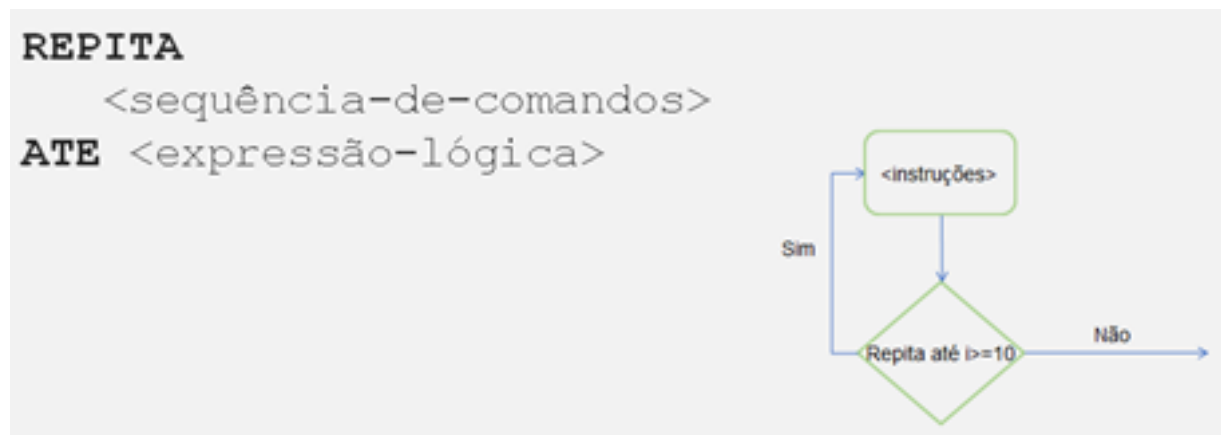 REPITA
<sequência-de-comandos>
ATE <expressão-lógica>
<instruções>
Sim
Repita até i>=10
Não